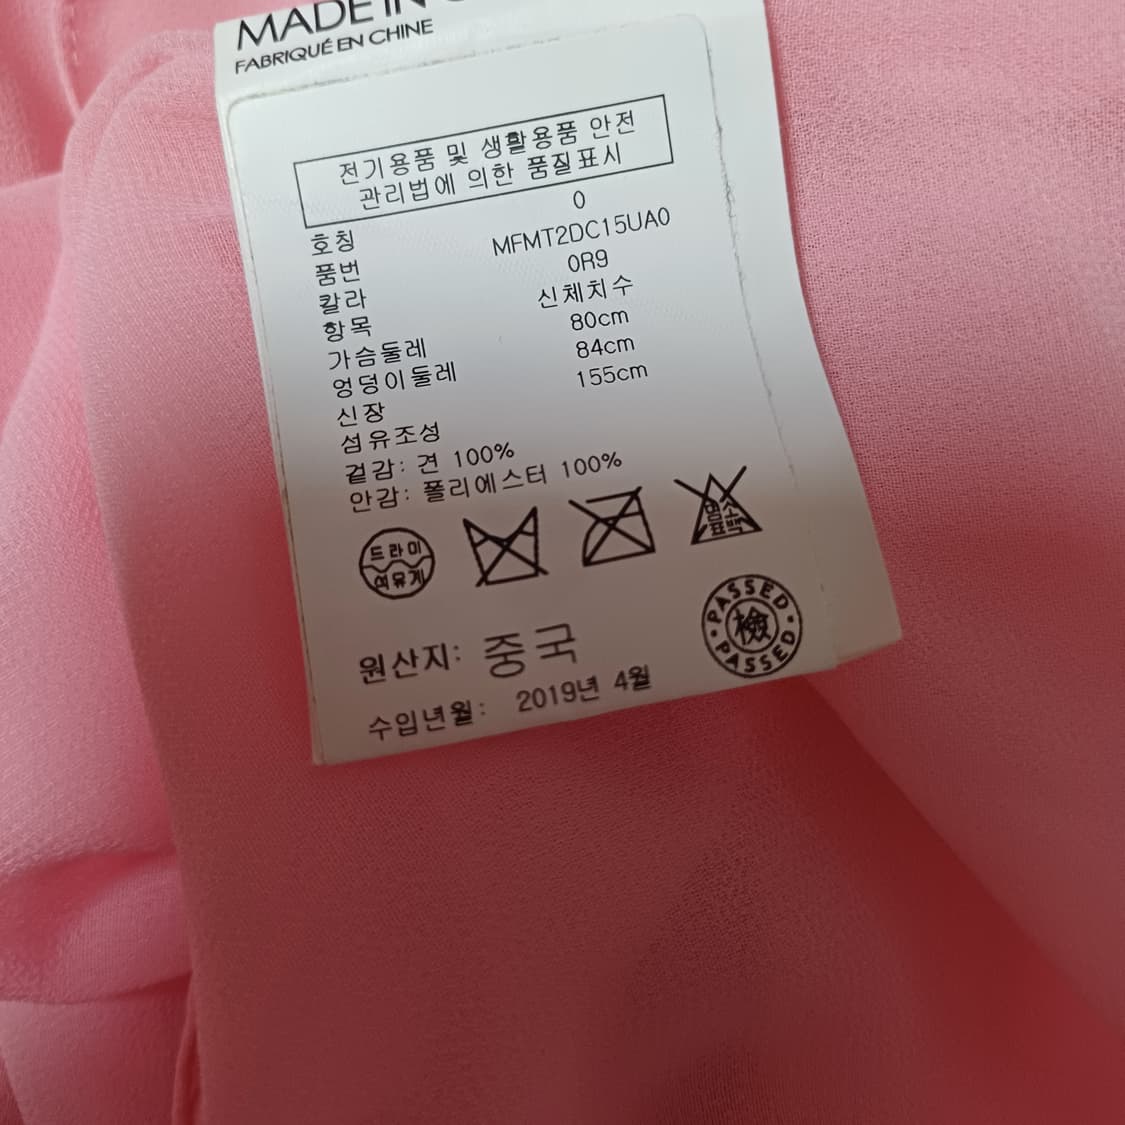 MADE IN
FABRIQUÉ EN CHINE
전기용품 및 생활용품 안전
관리법에 의한 품질표시
호칭 0
품번 MFMT2DC15UA0
칼라 0R9
항목 신체치수
가슴둘레 80cm
엉덩이둘레 84cm
신장 155cm
섬유조성
겉감: 견 100%
안감: 폴리에스터 100%
드라이
석유계
염소
표백
PASSED
檢
PASSED
원산지: 중국
수입년월: 2019년 4월